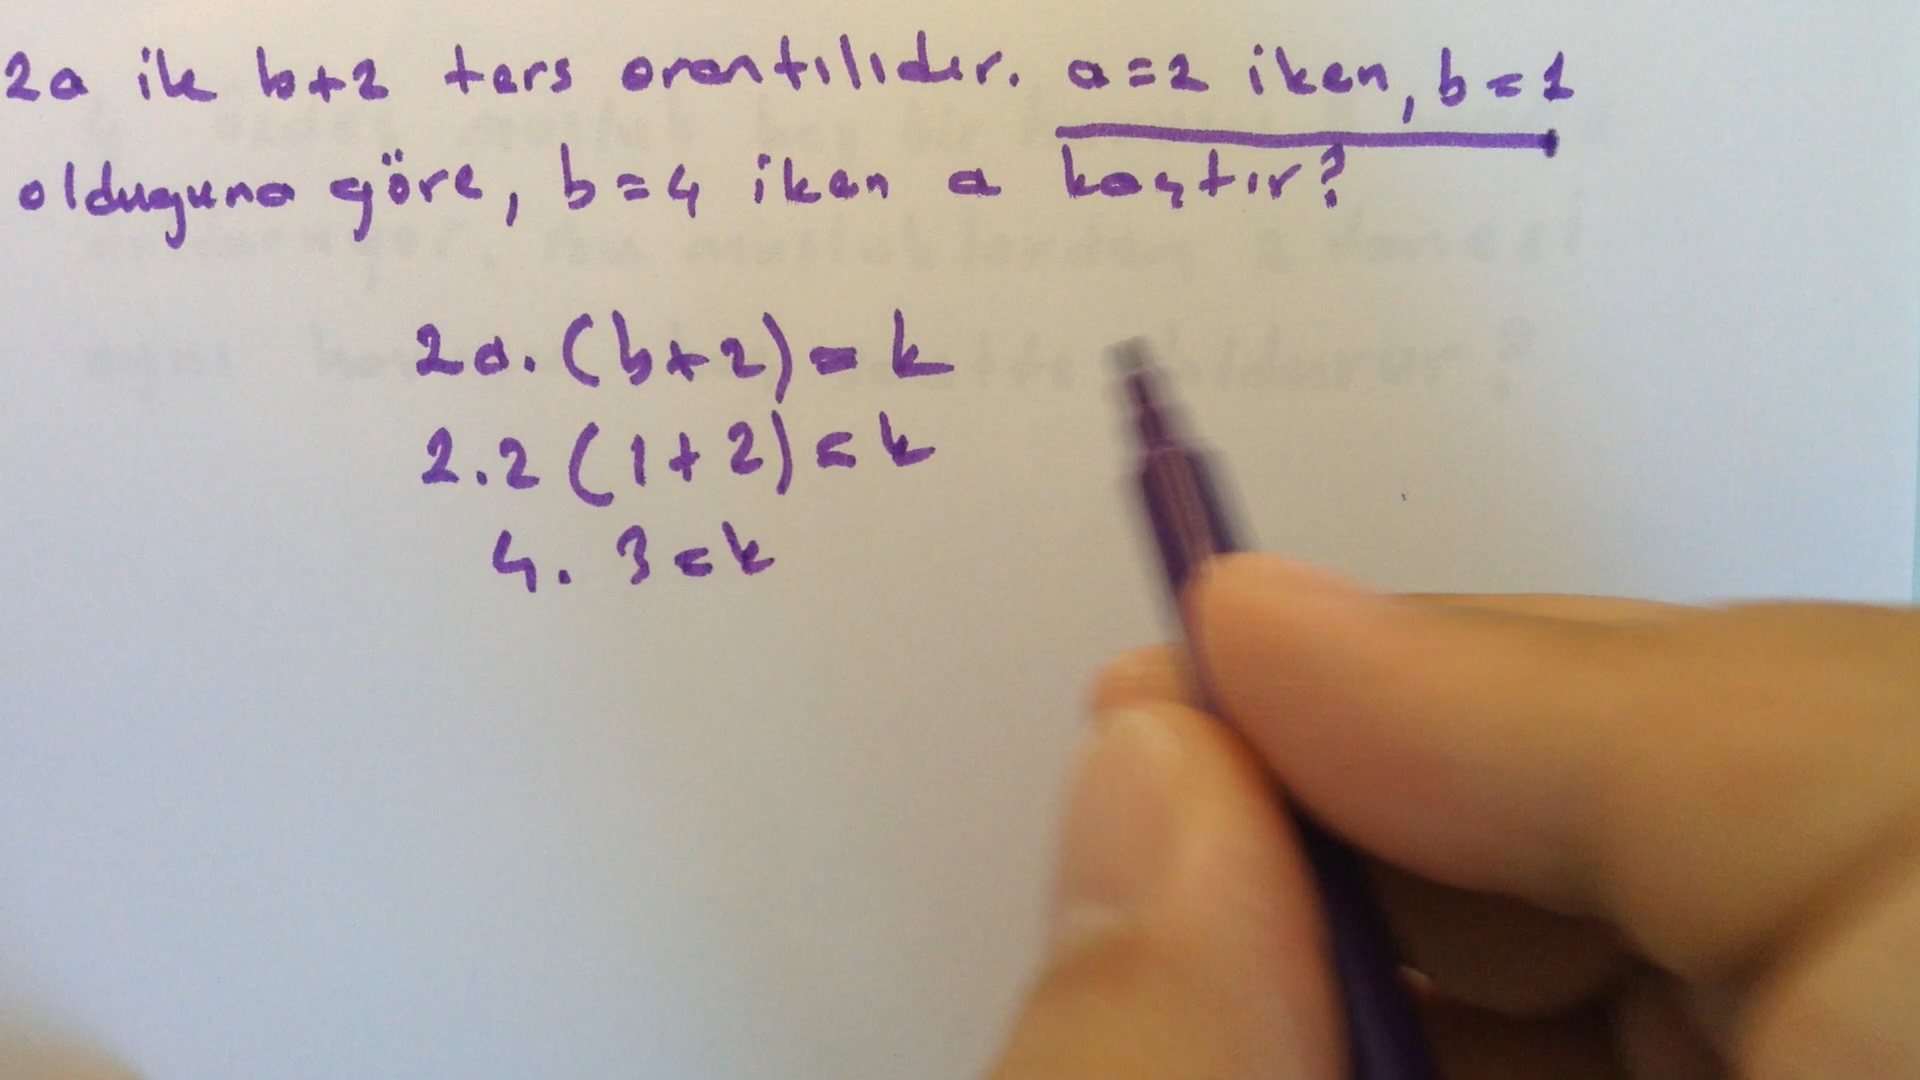 2a ile b+2 ters orantılıdır. a=2 iken, b=1
olduguna göre, b=4 iken a kaçtır?
2a.(b+2)=k
2.2(1+2)=k
4. 3=k